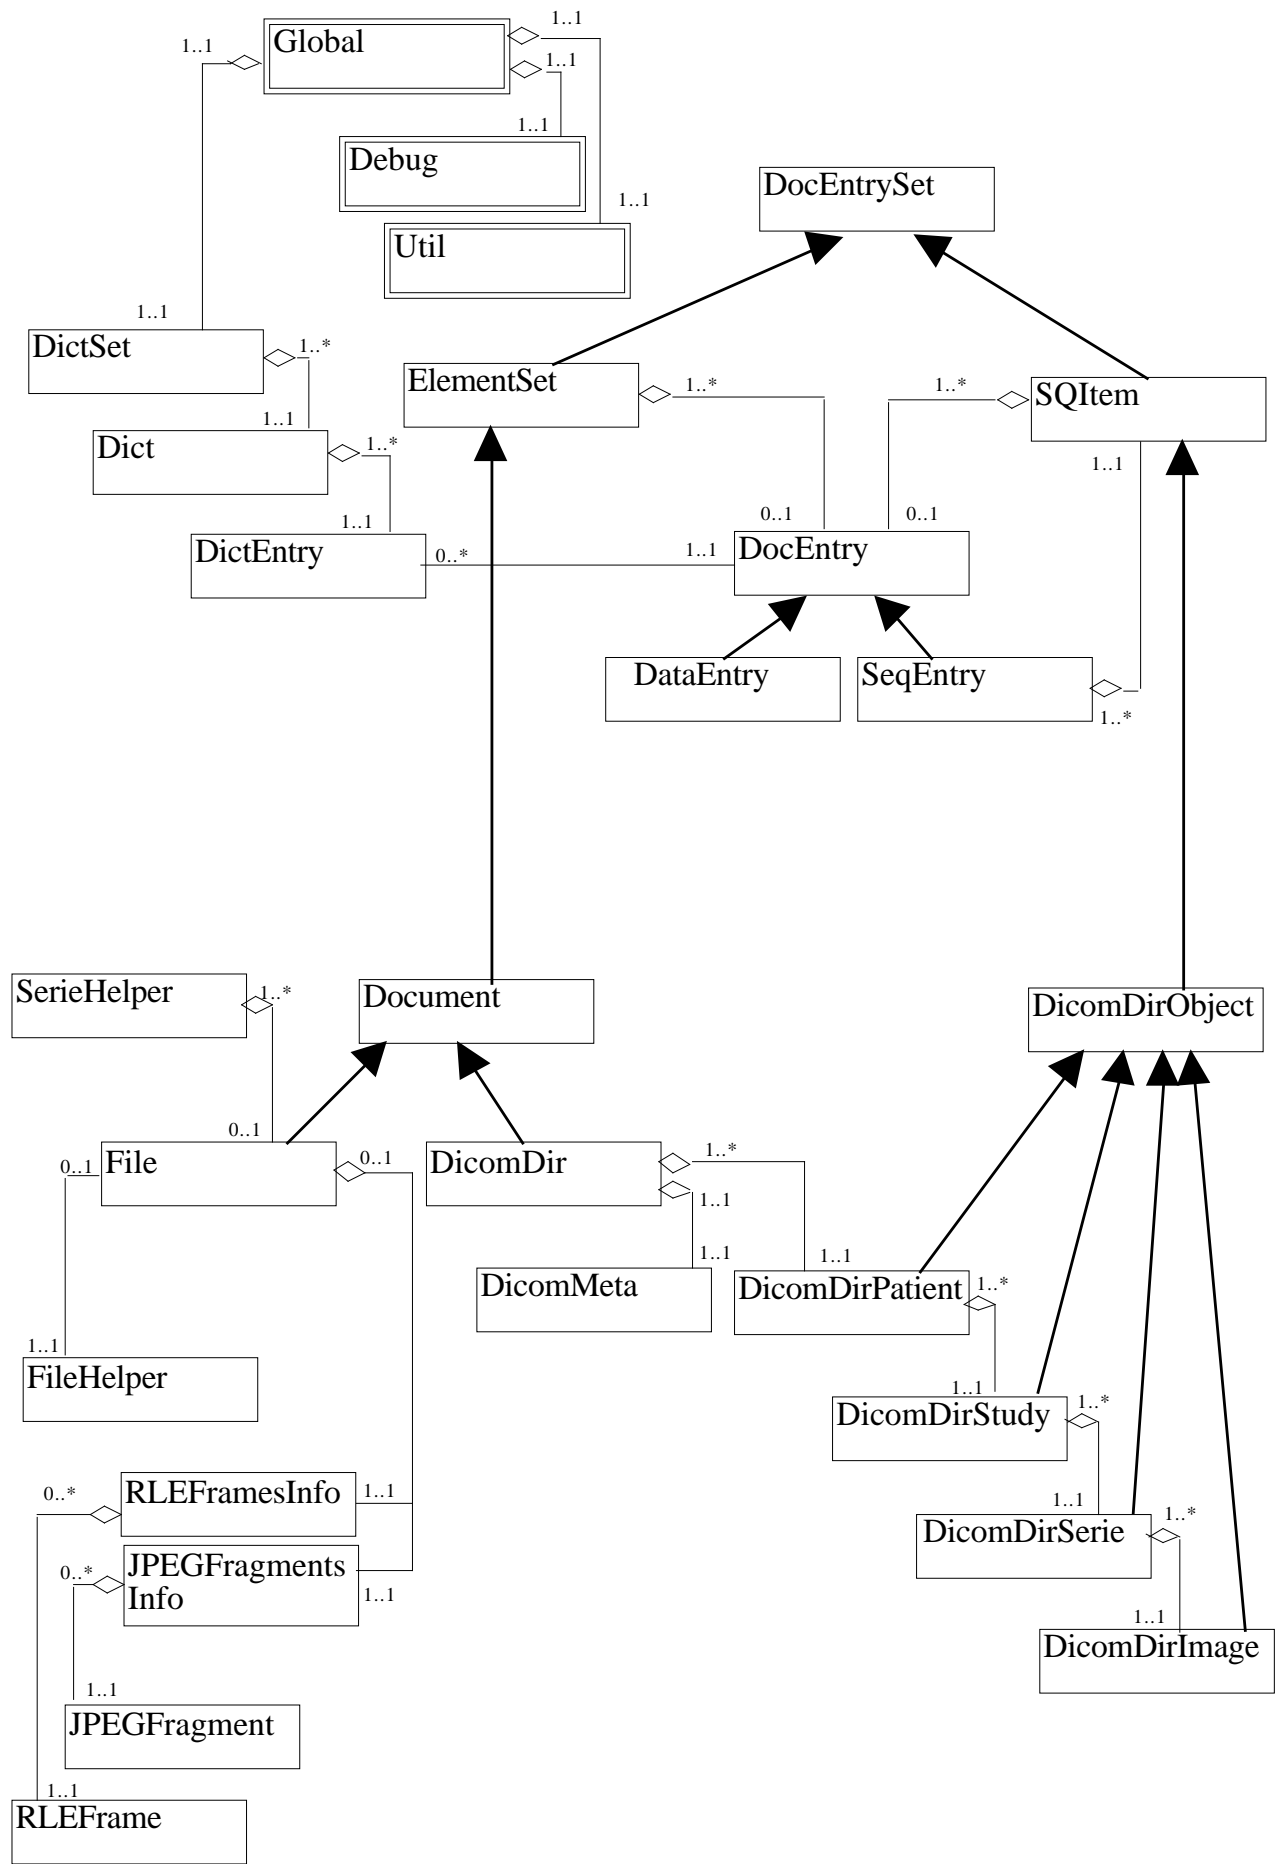 1..1
Global
1..1
1..1
1..1
Debug
1..1
DocEntrySet
Util
1..1
DictSet
1..*
ElementSet
1..*
1..*
SQItem
1..1
Dict
1..*
1..1
1..1
DictEntry
0..*
1..1
0..1
0..1
DocEntry
DataEntry
SeqEntry
1..*
SerieHelper
1..*
Document
DicomDirObject
0..1
0..1
File
0..1
DicomDir
1..*
1..1
1..1
DicomMeta
1..1
DicomDirPatient
1..*
1..1
FileHelper
1..1
DicomDirStudy
1..*
0..*
RLEFramesInfo
1..1
1..1
DicomDirSerie
1..*
0..*
JPEGFragments
Info
1..1
1..1
DicomDirImage
1..1
JPEGFragment
1..1
RLEFrame